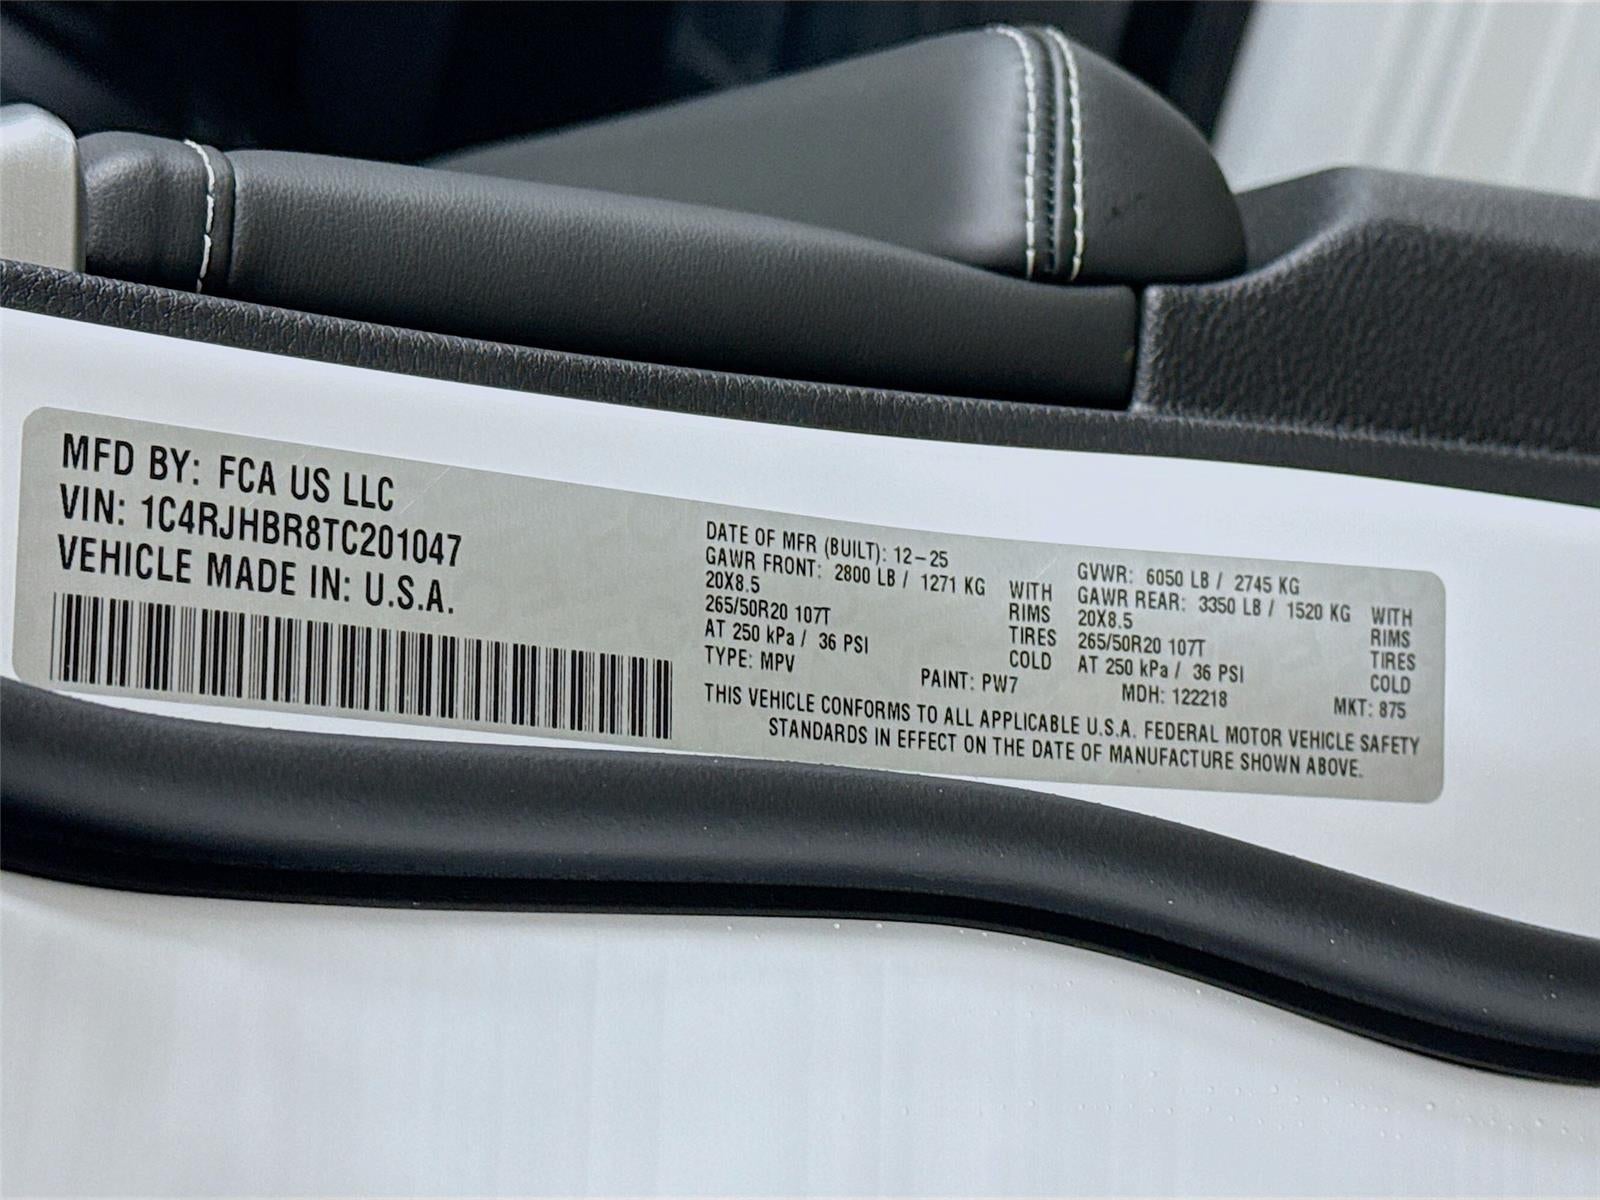 MFD BY: FCA US LLC
VIN: 1C4RJHBR8TC201047
VEHICLE MADE IN: U.S.A.
DATE OF MFR (BUILT): 12-25
GAWR FRONT: 2800 LB / 1271 KG WITH
20X8.5 RIMS
265/50R20 107T TIRES
AT 250 kPa / 36 PSI COLD
TYPE: MPV PAINT: PW7
GVWR: 6050 LB / 2745 KG
GAWR REAR: 3350 LB / 1520 KG WITH
20X8.5 RIMS
265/50R20 107T TIRES
AT 250 kPa / 36 PSI COLD
MDH: 122218 MKT: 875
THIS VEHICLE CONFORMS TO ALL APPLICABLE U.S.A. FEDERAL MOTOR VEHICLE SAFETY
STANDARDS IN EFFECT ON THE DATE OF MANUFACTURE SHOWN ABOVE.